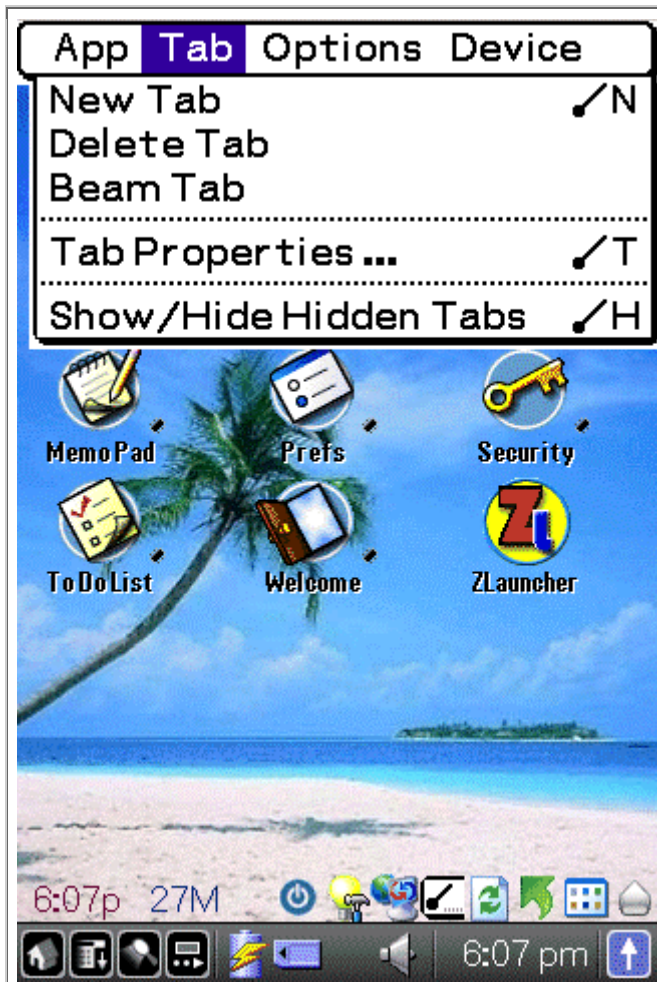 App Tab Options Device
New Tab N
Delete Tab
Beam Tab
Tab Properties ... T
Show/Hide Hidden Tabs H
MemoPad Prefs Security
ToDoList Welcome ZLauncher
6:07p 27M
6:07 pm